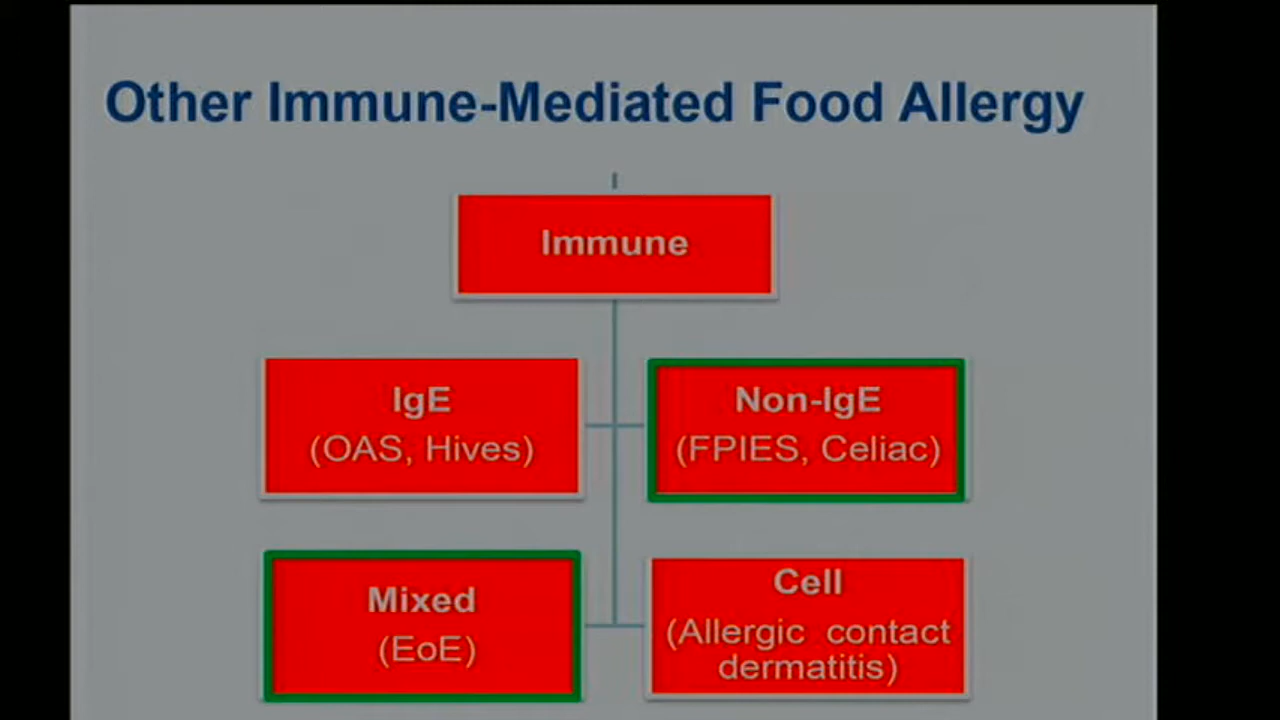 Other Immune-Mediated Food Allergy
Immune
IgE
(OAS, Hives)
Non-IgE
(FPIES, Celiac)
Mixed
(EoE)
Cell
(Allergic contact
dermatitis)